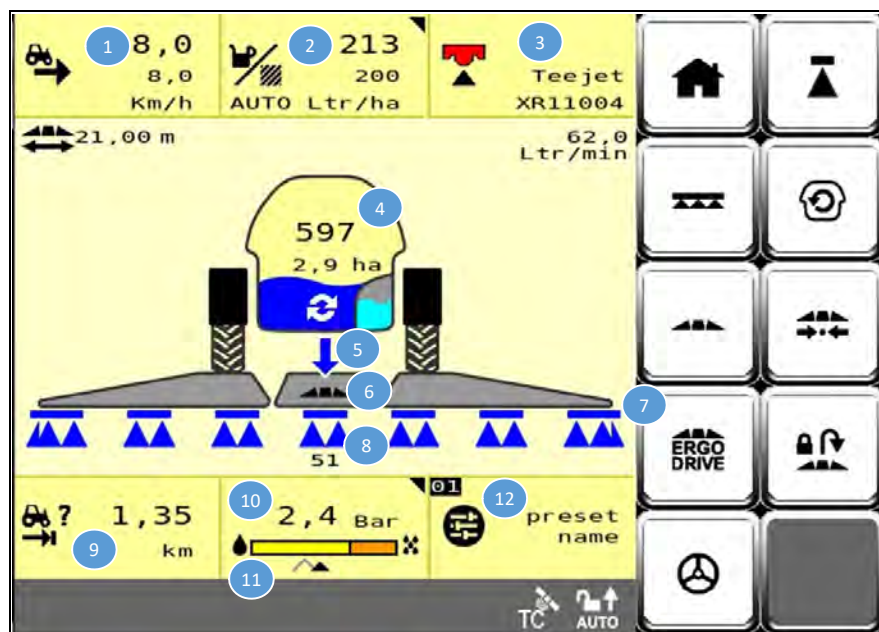 1
8,0
8,0
Km/h
2
213
200
AUTO Ltr/ha
3
Teejet
XR11004
21,00 m
62,0
Ltr/min
4
597
2,9 ha
5
6
7
8
51
ERGO
DRIVE
9
? 1,35
km
10
2,4 Bar
11
01
12
preset
name
TC
AUTO